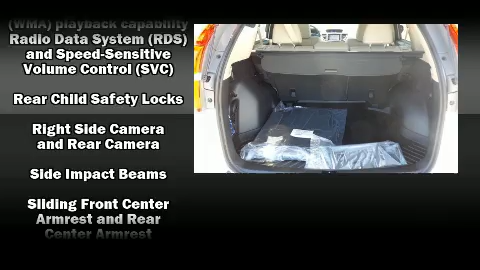 (WMA) playback capability
Radio Data System (RDS)
and Speed-Sensitive
Volume Control (SVC)
Rear Child Safety Locks
Right Side Camera
and Rear Camera
Side Impact Beams
Sliding Front Center
Armrest and Rear
Center Armrest